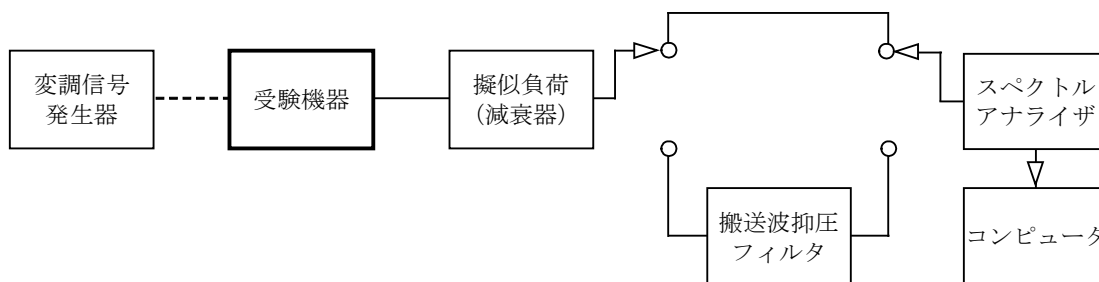 変調信号
発生器
受験機器
擬似負荷
（減衰器）
搬送波抑圧
フィルタ
スペクトル
アナライザ
コンピュータ